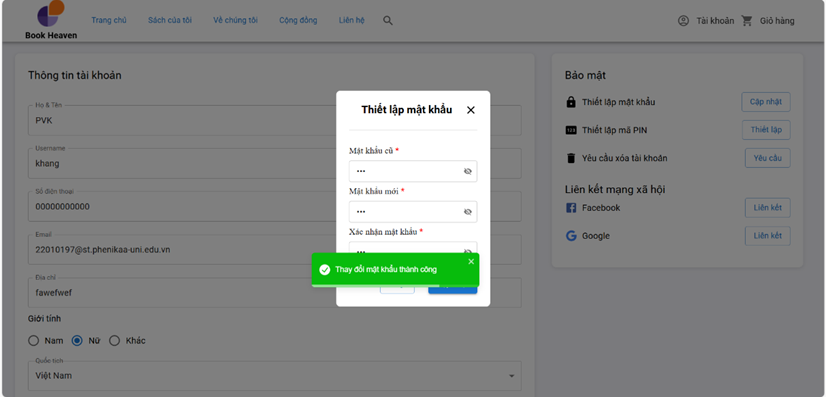 Book Heaven
Trang chủ
Sách của tôi
Về chúng tôi
Cộng đồng
Liên hệ
Tài khoản
Giỏ hàng
Thông tin tài khoản
Họ & Tên
PVK
Username
khang
Số điện thoại
00000000000
Email
22010197@st.phenikaa-uni.edu.vn
Địa chỉ
fawefwef
Giới tính
Nam
Nữ
Khác
Quốc tịch
Việt Nam
Thiết lập mật khẩu
Mật khẩu cũ *
•••
Mật khẩu mới *
•••
Xác nhận mật khẩu *
•••
Thay đổi mật khẩu thành công
Bảo mật
Thiết lập mật khẩu
Cập nhật
Thiết lập mã PIN
Thiết lập
Yêu cầu xóa tài khoản
Yêu cầu
Liên kết mạng xã hội
Facebook
Liên kết
Google
Liên kết